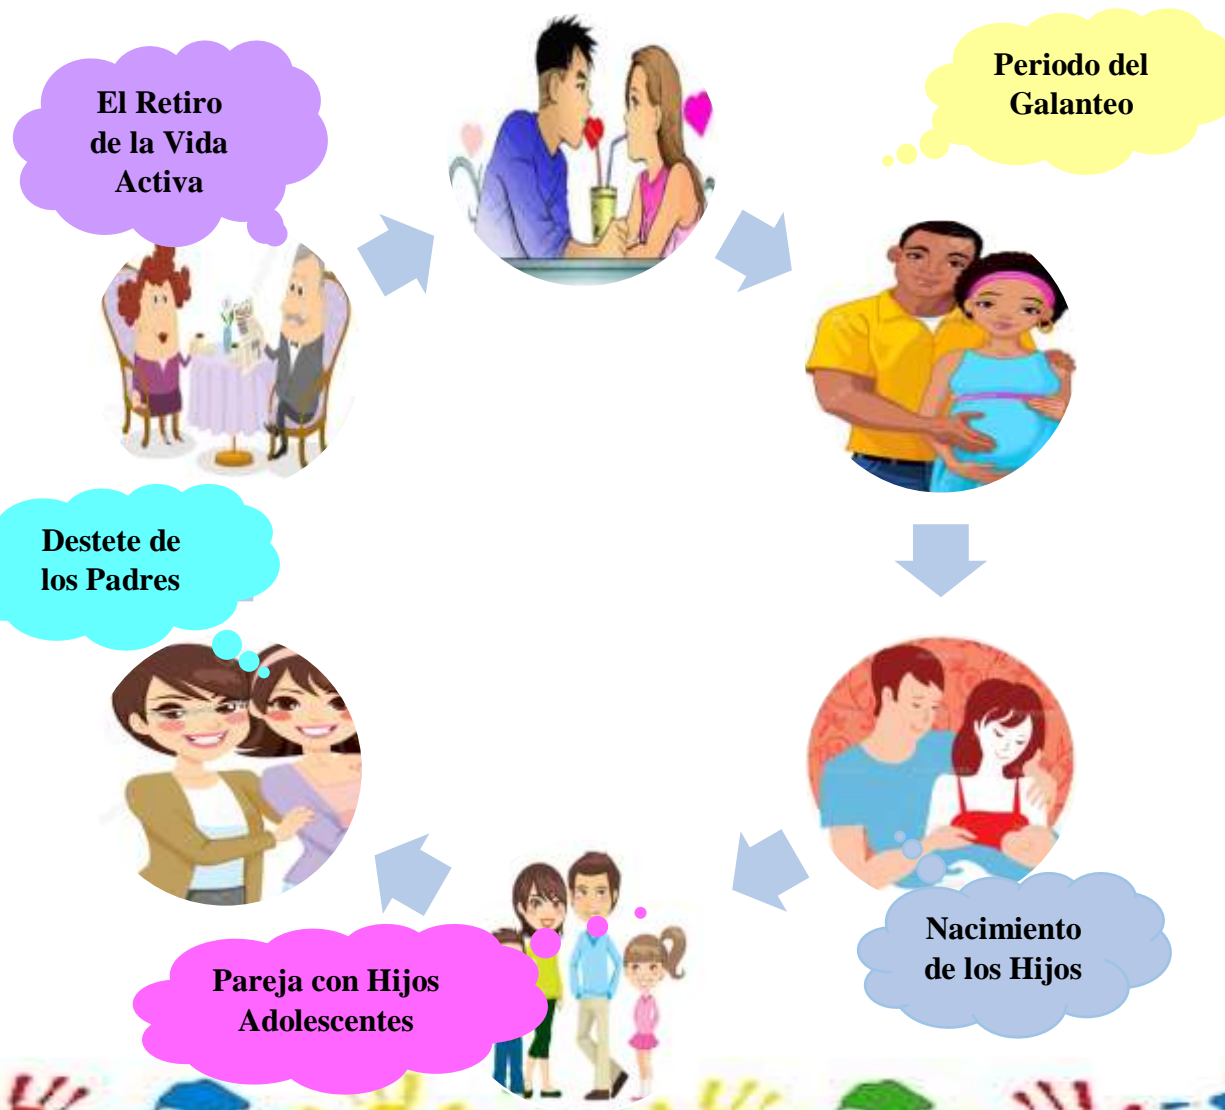 El Retiro
de la Vida
Activa
Periodo del
Galanteo
Destete de
los Padres
Nacimiento
de los Hijos
Pareja con Hijos
Adolescentes